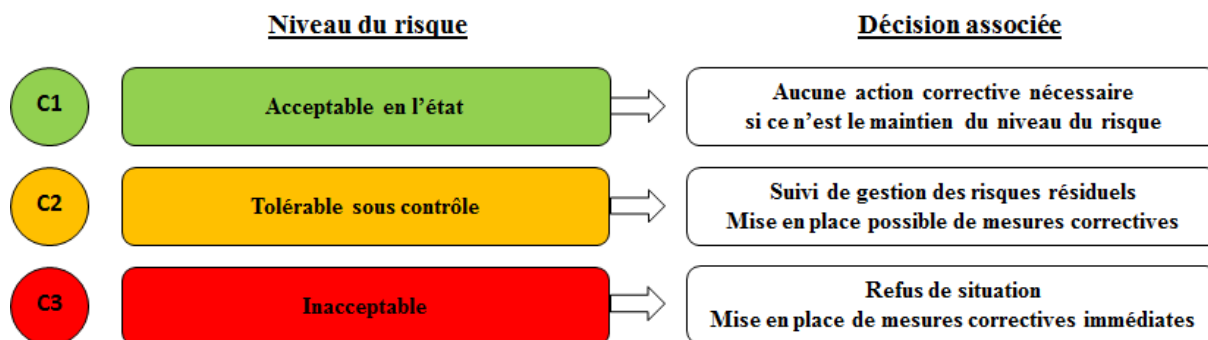 Niveau du risque
Décision associée
C1
Acceptable en l'état
Aucune action corrective nécessaire
si ce n'est le maintien du niveau du risque
C2
Tolérable sous contrôle
Suivi de gestion des risques résiduels
Mise en place possible de mesures correctives
C3
Inacceptable
Refus de situation
Mise en place de mesures correctives immédiates